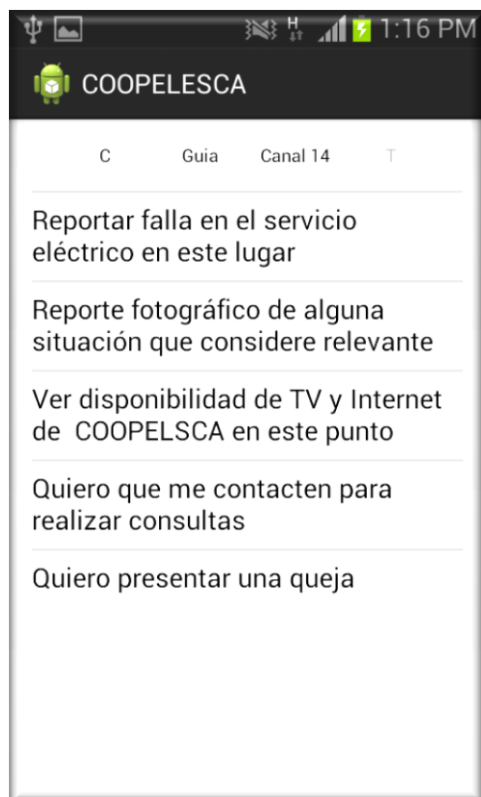 H 1:16 PM
COOPELESCA
C Guia Canal 14 T
Reportar falla en el servicio
eléctrico en este lugar
Reporte fotográfico de alguna
situación que considere relevante
Ver disponibilidad de TV y Internet
de  COOPELSCA en este punto
Quiero que me contacten para
realizar consultas
Quiero presentar una queja